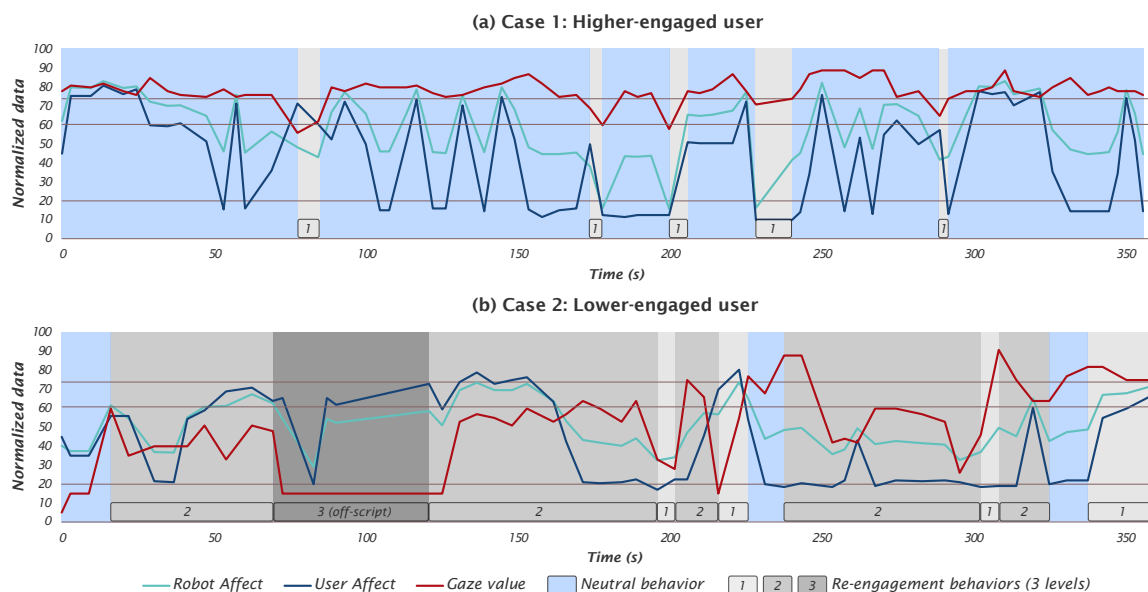 (a) Case 1: Higher-engaged user
Normalized data
100
90
80
70
60
50
40
30
20
10
0
1 1 1 1 1
0 50 100 150 200 250 300 350
Time (s)
(b) Case 2: Lower-engaged user
Normalized data
100
90
80
70
60
50
40
30
20
10
0
2 3 (off-script) 2 1 2 1 2 1 2 1
0 50 100 150 200 250 300 350
Time (s)
Robot Affect User Affect Gaze value Neutral behavior 1 2 3 Re-engagement behaviors (3 levels)